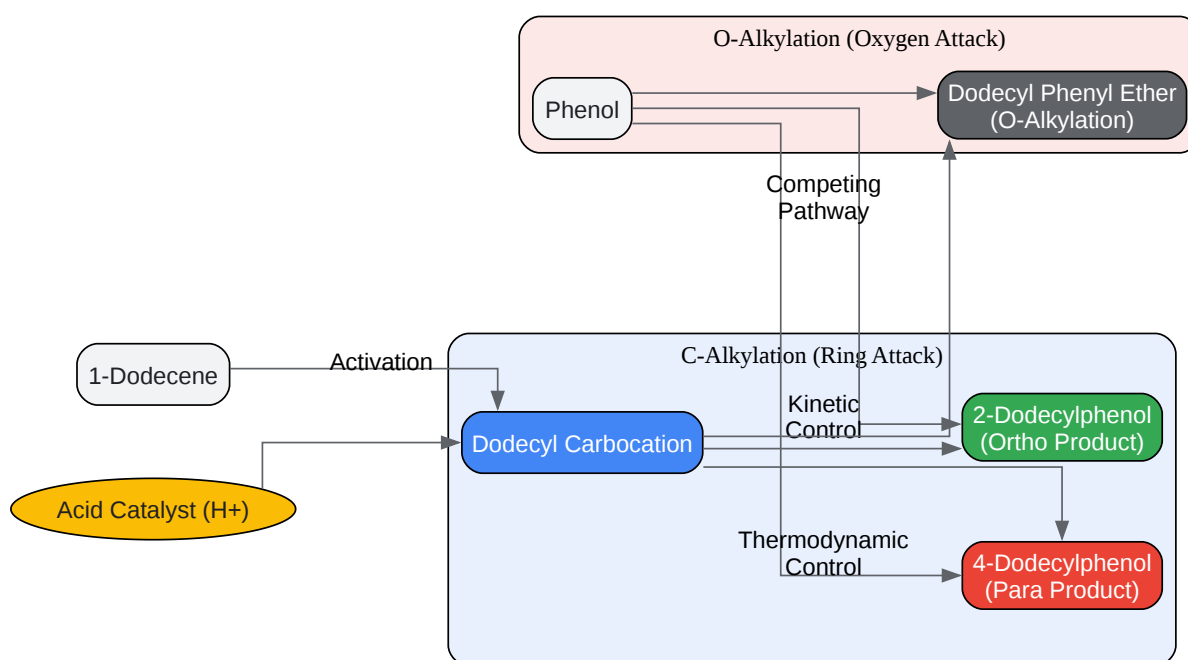 O-Alkylation (Oxygen Attack)
Phenol
Dodecyl Phenyl Ether
(O-Alkylation)
Competing
Pathway
C-Alkylation (Ring Attack)
1-Dodecene
Activation
Dodecyl Carbocation
Kinetic
Control
2-Dodecylphenol
(Ortho Product)
Acid Catalyst (H+)
Thermodynamic
Control
4-Dodecylphenol
(Para Product)